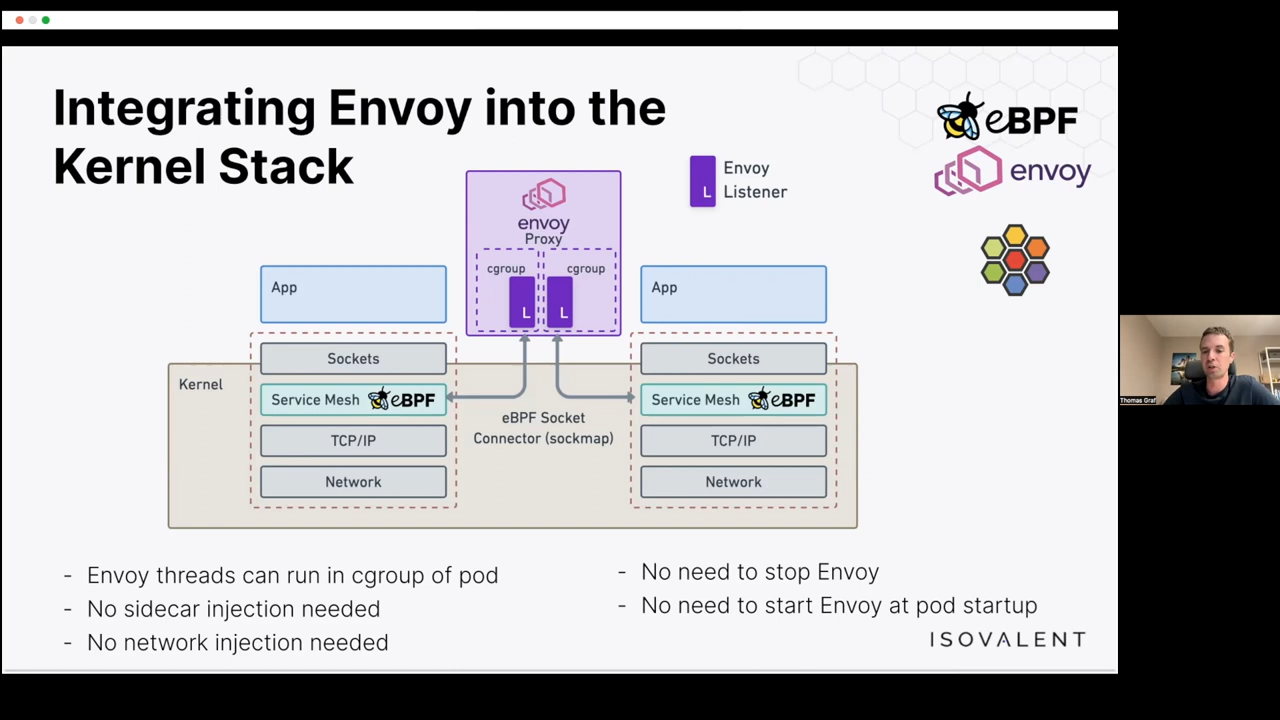 Integrating Envoy into the
Kernel Stack
eBPF
envoy
Envoy
Listener
L
envoy
Proxy
cgroup
cgroup
L
L
App
App
Sockets
Sockets
Kernel
Service Mesh eBPF
Service Mesh eBPF
eBPF Socket
Connector (sockmap)
TCP/IP
TCP/IP
Network
Network
- Envoy threads can run in cgroup of pod
- No sidecar injection needed
- No network injection needed
- No need to stop Envoy
- No need to start Envoy at pod startup
ISOVALENT
Thomas Graf